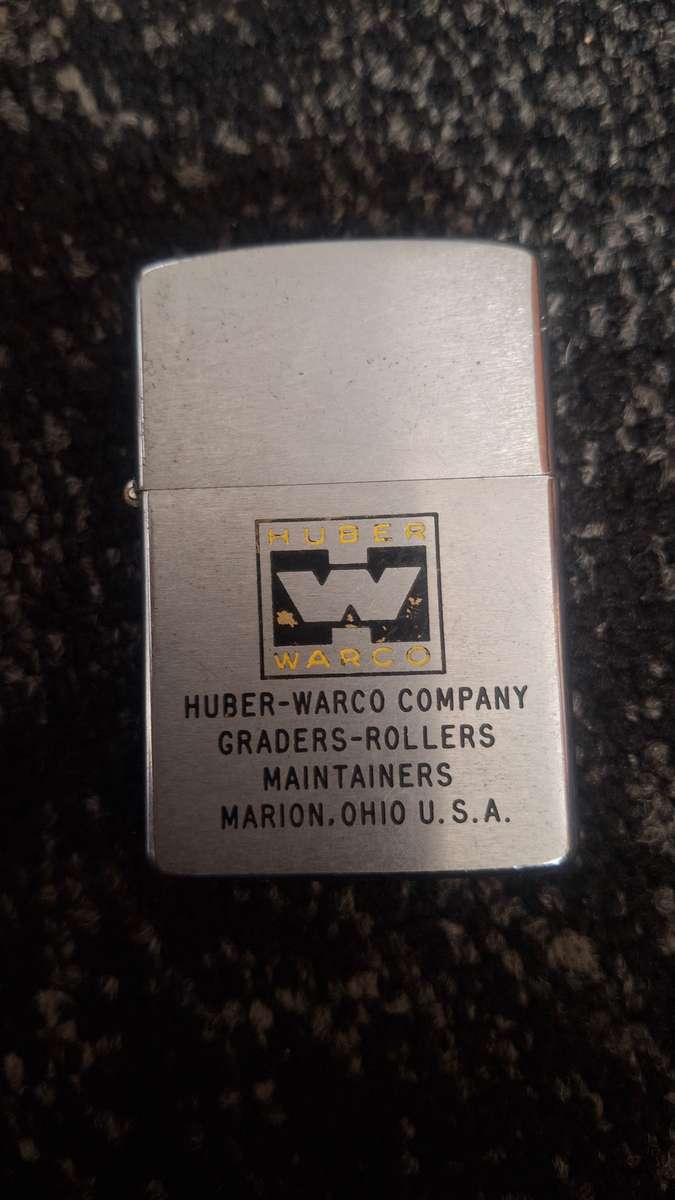 HUBER
W
WARCO
HUBER-WARCO COMPANY
GRADERS-ROLLERS
MAINTAINERS
MARION, OHIO U.S.A.